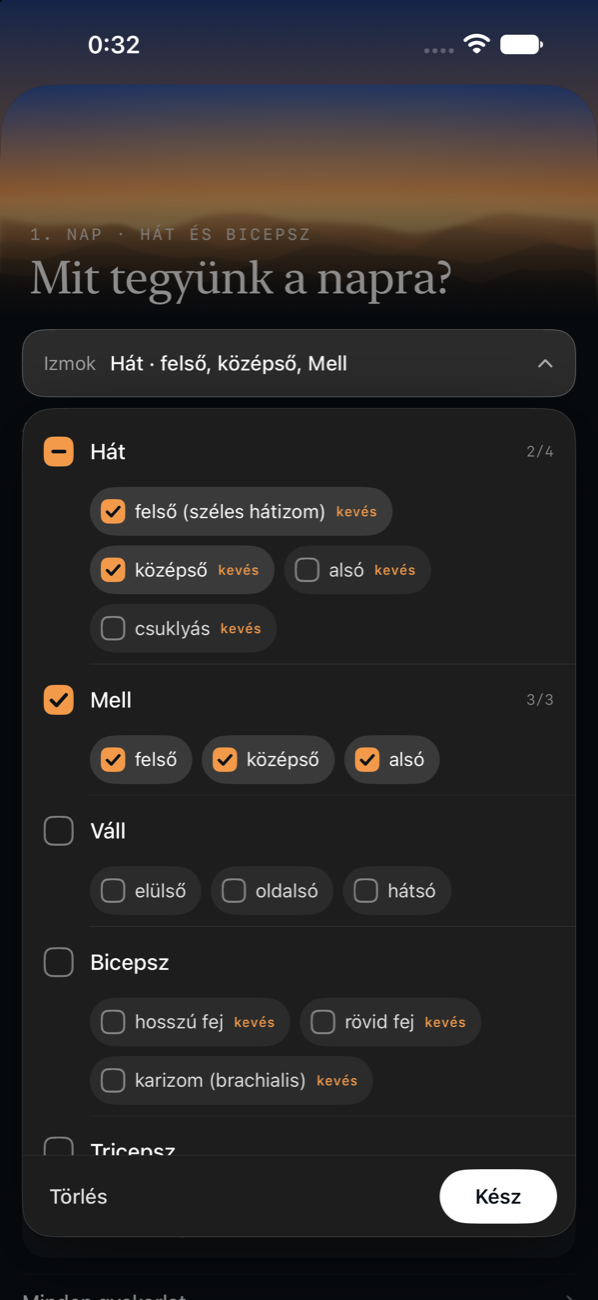 0:32
1. NAP · HÁT ÉS BICEPSZ
Mit tegyünk a napra?
Izmok Hát · felső, középső, Mell
Hát 2/4
felső (széles hátizom) kevés
középső kevés alsó kevés
csuklyás kevés
Mell 3/3
felső középső alsó
Váll
elülső oldalsó hátsó
Bicepsz
hosszú fej kevés rövid fej kevés
karizom (brachialis) kevés
Tricepsz
Törlés Kész